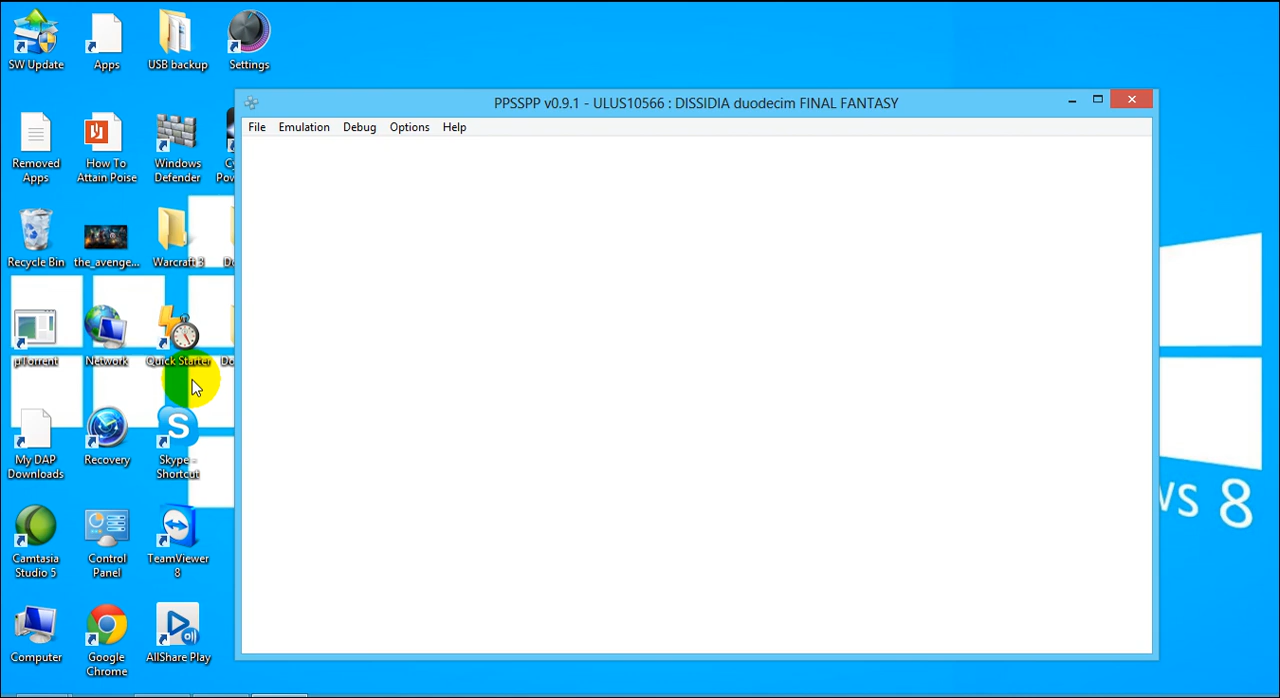 SW Update
Apps
USB backup
Settings
PPSSPP v0.9.1 - ULUS10566 : DISSIDIA duodecim FINAL FANTASY
File Emulation Debug Options Help
Removed
Apps
How To
Attain Poise
Windows
Defender
Recycle Bin
the_avenge...
Warcraft 3
µTorrent
Network
Quick Starter
My DAP
Downloads
Recovery
Skype -
Shortcut
Camtasia
Studio 5
Control
Panel
TeamViewer
8
Computer
Google
Chrome
AllShare Play
ws 8